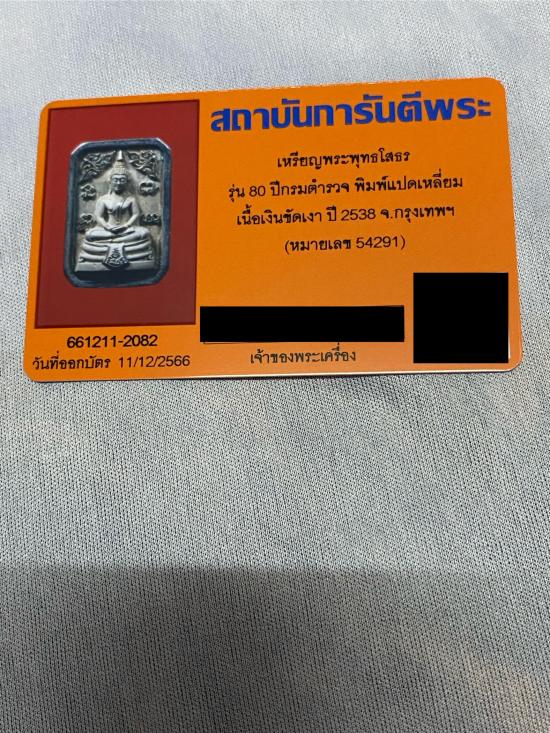 สถาบันการันตีพระ
เหรียญพระพุทธโสธร
รุ่น 80 ปีกรมตำรวจ พิมพ์แปดเหลี่ยม
เนื้อเงินขัดเงา ปี 2538 จ.กรุงเทพฯ
(หมายเลข 54291)
661211-2082
วันที่ออกบัตร 11/12/2566
เจ้าของพระเครื่อง